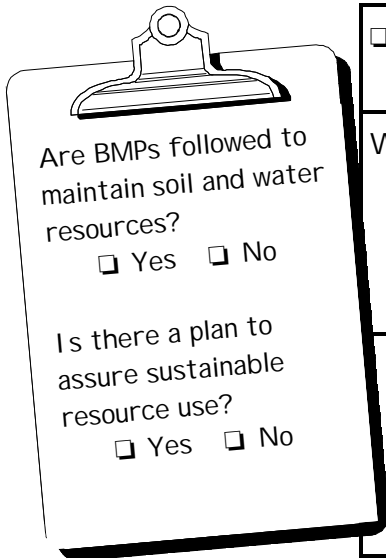 Are BMPs followed to
maintain soil and water
resources?
❏ Yes ❏ No
Is there a plan to
assure sustainable
resource use?
❏ Yes ❏ No
❏
W